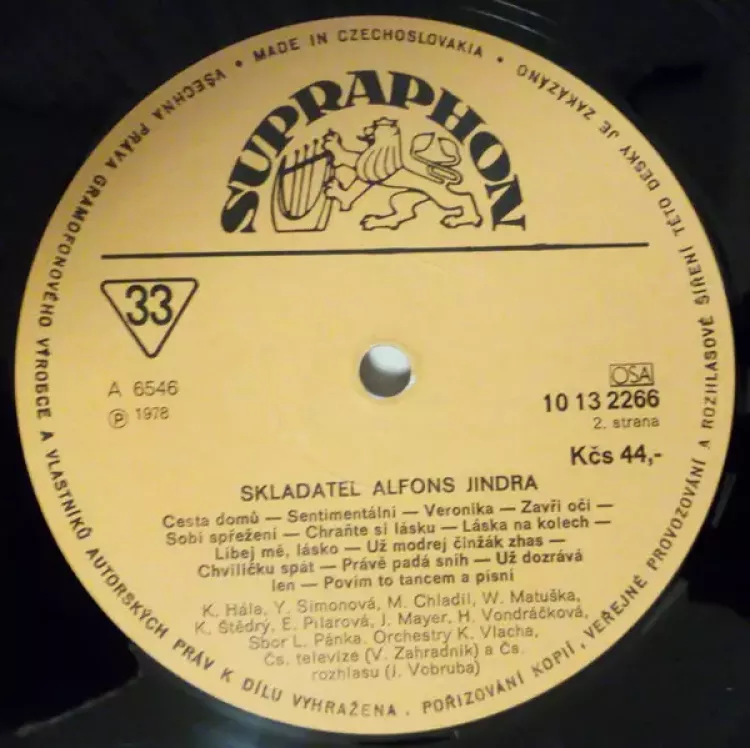 • VŠECHNA PRÁVA GRAMOFONOVÉHO VÝROBCE A VLASTNÍKŮ AUTORSKÝCH PRÁV K DÍLU VYHRAŽENA . POŘIZOVÁNÍ KOPIÍ, VEŘEJNÉ PROVOZOVÁNÍ A ROZHLASOVÉ ŠÍŘENÍ TÉTO DESKY JE ZAKÁZÁNO •
MADE IN CZECHOSLOVAKIA
SUPRAPHON
33
A 6546
℗ 1978
OSA
10 13 2266
2. strana
Kčs 44,-
SKLADATEL ALFONS JINDRA
Cesta domů — Sentimentální — Veronika — Zavři oči —
Sobí spřežení — Chraňte si lásku — Láska na kolech —
Líbej mě, lásko — Už modrej činžák zhas —
Chviličku spát — Právě padá sníh — Už dozrává
len — Povím to tancem a písní
K. Hála, Y. Simonová, M. Chladil, W. Matuška,
K. Štědrý, E. Pilarová, J. Mayer, H. Vondráčková,
Sbor L. Pánka. Orchestry K. Vlacha,
Čs. televize (V. Zahradník) a Čs.
rozhlasu (J. Vobruba)